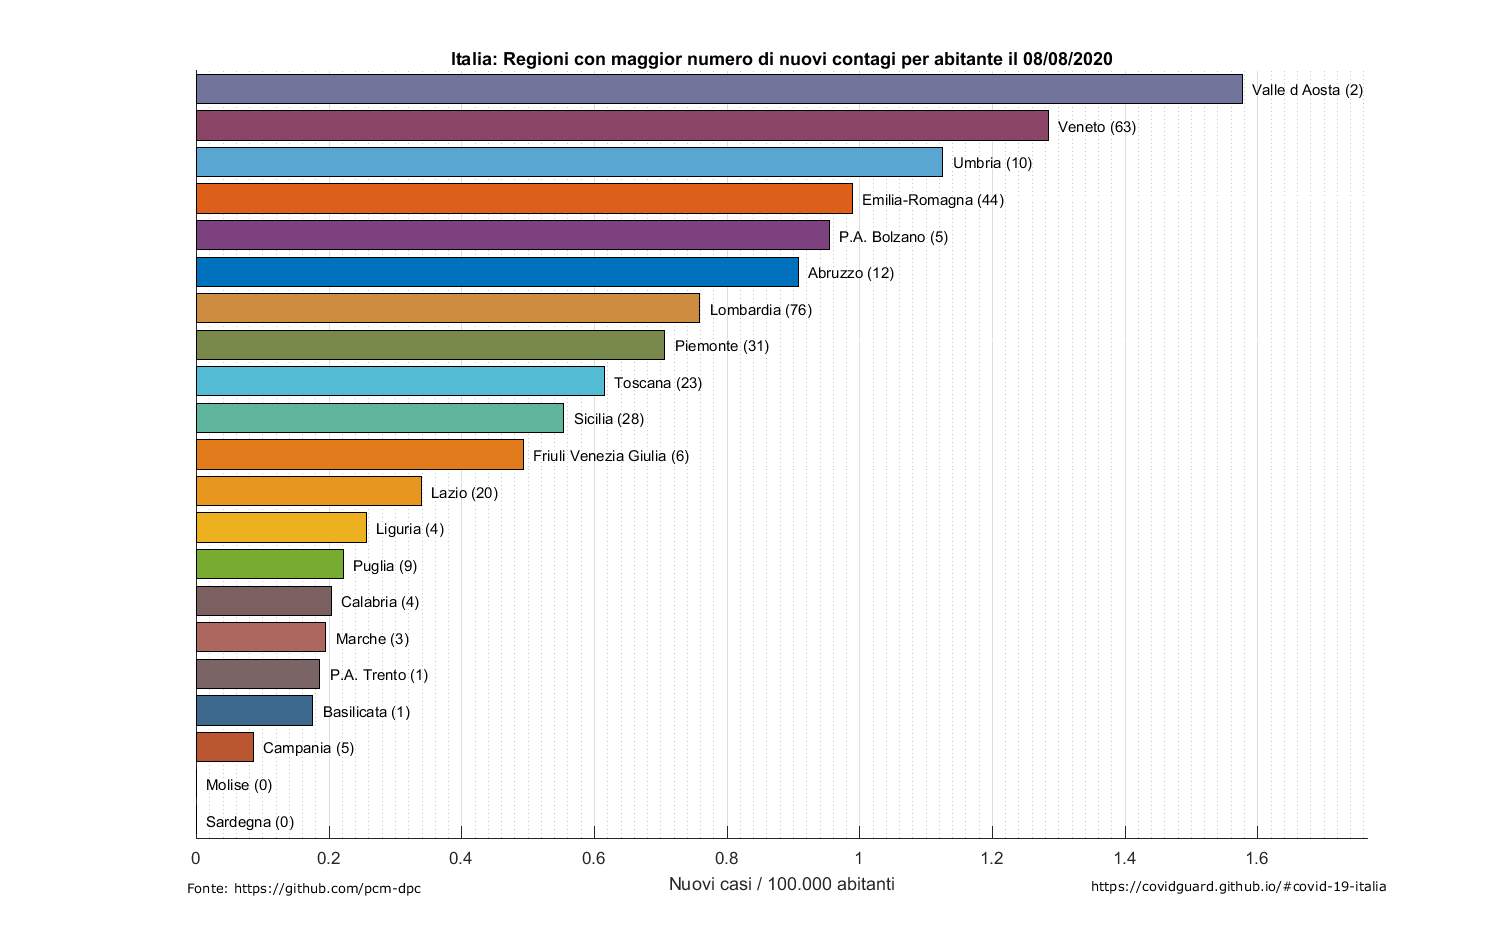 Italia: Regioni con maggior numero di nuovi contagi per abitante il 08/08/2020
Valle d Aosta (2)
Veneto (63)
Umbria (10)
Emilia-Romagna (44)
P.A. Bolzano (5)
Abruzzo (12)
Lombardia (76)
Piemonte (31)
Toscana (23)
Sicilia (28)
Friuli Venezia Giulia (6)
Lazio (20)
Liguria (4)
Puglia (9)
Calabria (4)
Marche (3)
P.A. Trento (1)
Basilicata (1)
Campania (5)
Molise (0)
Sardegna (0)
0 0.2 0.4 0.6 0.8 1 1.2 1.4 1.6
Nuovi casi / 100.000 abitanti
Fonte: https://github.com/pcm-dpc
https://covidguard.github.io/#covid-19-italia